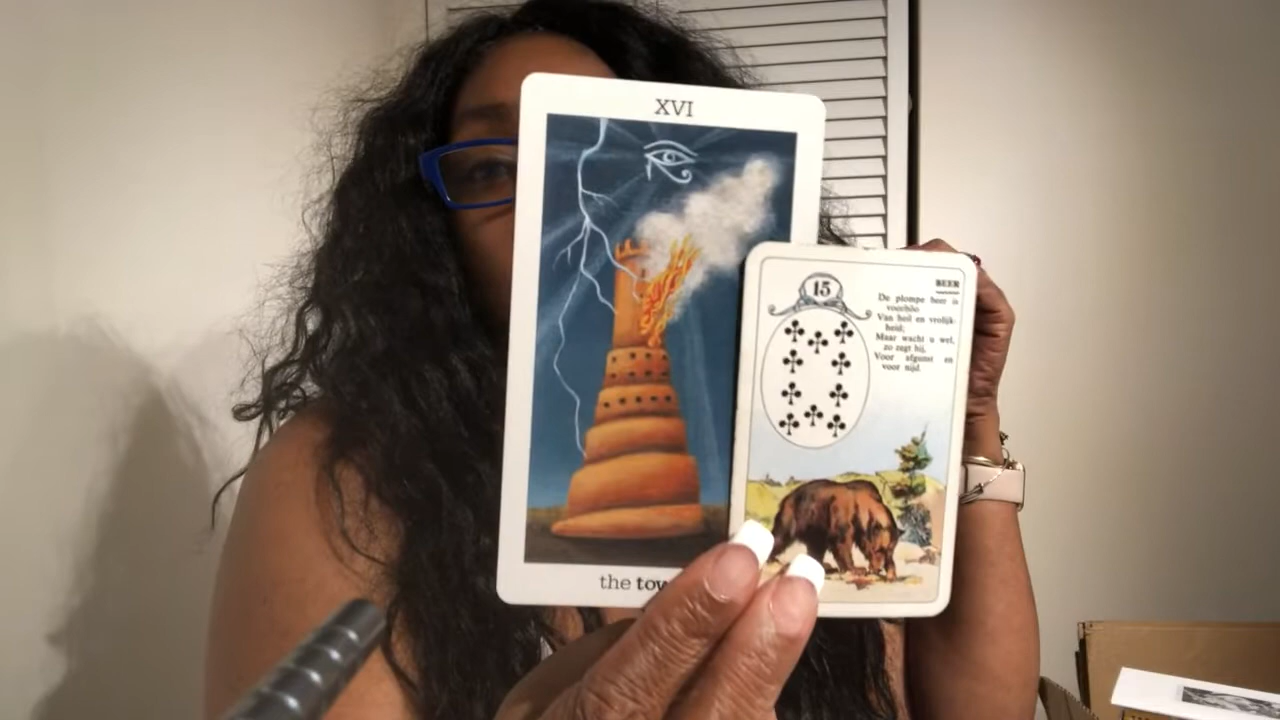 XVI
the tow
15
BEER
De plompe beer is
voorbôo
Van heil en vrolijk-
heid;
Maar wacht u wel,
zo zegt hij,
Voor afgunst en
voor nijd.